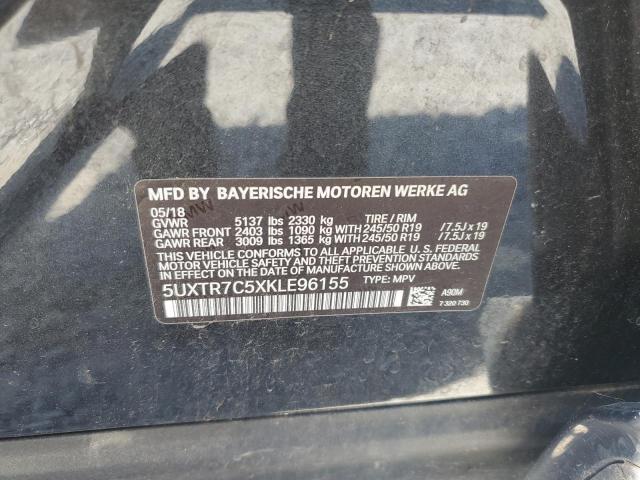 MFD BY BAYERISCHE MOTOREN WERKE AG
05/18
GVWR 5137 lbs 2330 kg TIRE / RIM
GAWR FRONT 2403 lbs 1090 kg WITH 245/50 R19 /7.5J x 19
GAWR REAR 3009 lbs 1365 kg WITH 245/50 R19 /7.5J x 19
THIS VEHICLE CONFORMS TO ALL APPLICABLE U. S. FEDERAL
MOTOR VEHICLE SAFETY, BUMPER, AND THEFT PREVENTION STANDARDS
IN EFFECT ON THE DATE OF MANUFACTURE SHOWN ABOVE.
5UXTR7C5XKLE96155 TYPE: MPV
A90M
7 320 730